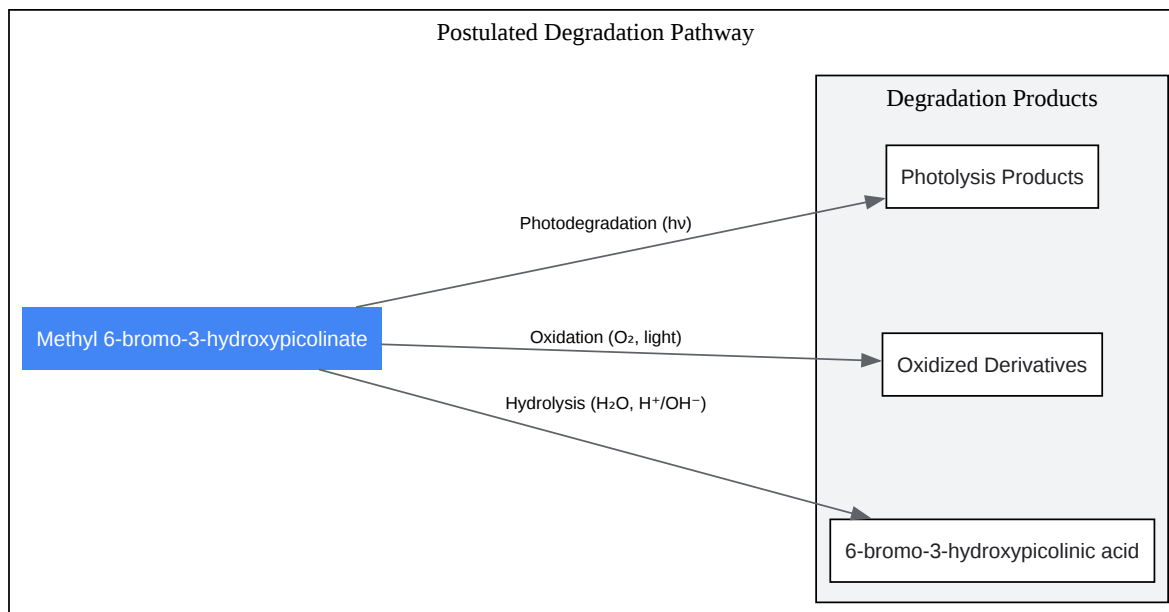 Postulated Degradation Pathway
Degradation Products
Photolysis Products
Photodegradation (hν)
Methyl 6-bromo-3-hydroxypicolinate
Oxidation (O₂, light)
Oxidized Derivatives
Hydrolysis (H₂O, H⁺/OH⁻)
6-bromo-3-hydroxypicolinic acid